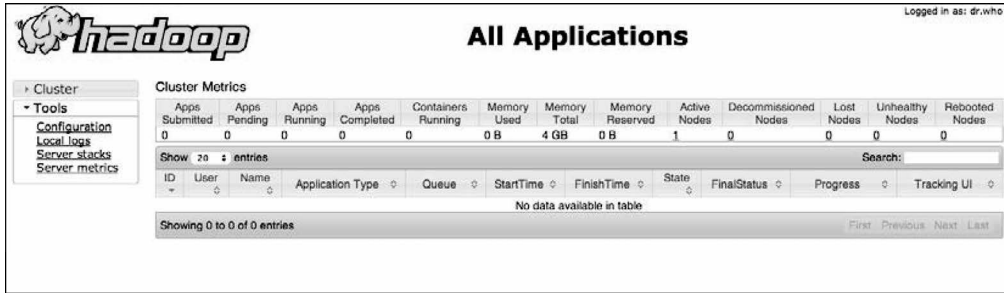 Logged in as: dr.who
hadoop
All Applications
Cluster
Tools
Configuration
Local logs
Server stacks
Server metrics
Cluster Metrics
Apps Submitted Apps Pending Apps Running Apps Completed Containers Running Memory Used Memory Total Memory Reserved Active Nodes Decommissioned Nodes Lost Nodes Unhealthy Nodes Rebooted Nodes
0 0 0 0 0 0 B 4 GB 0 B 1 0 0 0 0
Show 20 entries Search:
ID User Name Application Type Queue StartTime FinishTime State FinalStatus Progress Tracking UI
No data available in table
Showing 0 to 0 of 0 entries First Previous Next Last